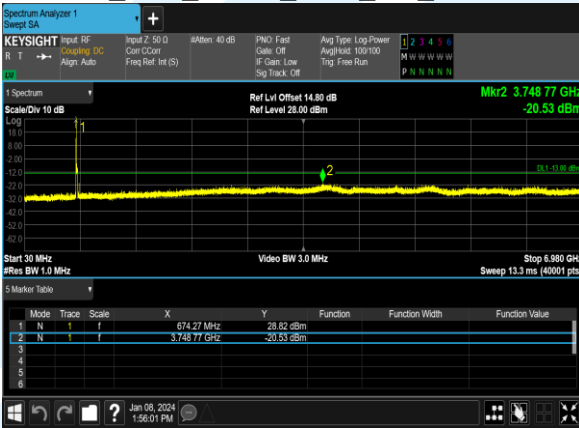 Spectrum Analyzer 1
Swept SA
+
KEYSIGHT
R T
LW
Input: RF
Coupling: DC
Align: Auto
Input Z: 50 Ω
Corr CCorr
Freq Ref: Int (S)
#Atten: 40 dB
PNO: Fast
Gate: Off
IF Gain: Low
Sig Track: Off
Avg Type: Log-Power
Avg|Hold: 100/100
Trig: Free Run
1 2 3 4 5 6
M W W W W W
P N N N N N
1 Spectrum
Scale/Div 10 dB
Ref Lvl Offset 14.80 dB
Ref Level 28.00 dBm
Mkr2 3.748 77 GHz
-20.53 dBm
Log
18.0
8.00
-2.00
-12.0
-22.0
-32.0
-42.0
-52.0
-62.0
1
2
DL1 -13.00 dBm
Start 30 MHz
#Res BW 1.0 MHz
Video BW 3.0 MHz
Stop 6.980 GHz
Sweep 13.3 ms (40001 pts)
5 Marker Table
Mode Trace Scale X Y Function Function Width Function Value
1 N 1 f 674.27 MHz 28.82 dBm
2 N 1 f 3.748 77 GHz -20.53 dBm
3
4
5
6
?
Jan 08, 2024
1:56:01 PM